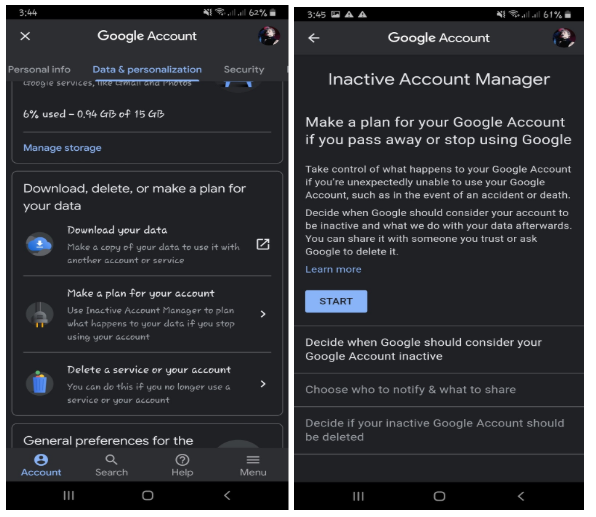 3:44
62%
Google Account
Personal info Data & personalization Security
Google services, like Gmail and Photos
6% used – 0.94 GB of 15 GB
Manage storage
Download, delete, or make a plan for
your data
Download your data
Make a copy of your data to use it with
another account or service
Make a plan for your account
Use Inactive Account Manager to plan
what happens to your data if you stop
using your account
Delete a service or your account
You can do this if you no longer use a
service or your account
General preferences for the
Account Search Help Menu
3:45
61%
Google Account
Inactive Account Manager
Make a plan for your Google Account
if you pass away or stop using Google
Take control of what happens to your Google Account
if you're unexpectedly unable to use your Google
Account, such as in the event of an accident or death.
Decide when Google should consider your account to
be inactive and what we do with your data afterwards.
You can share it with someone you trust or ask
Google to delete it.
Learn more
START
Decide when Google should consider your
Google Account inactive
Choose who to notify & what to share
Decide if your inactive Google Account should
be deleted